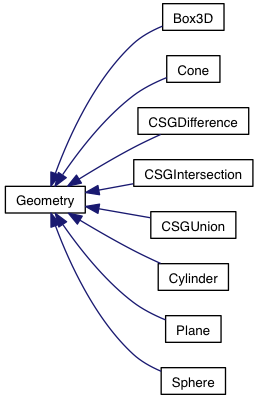 Box3D
Cone
CSGDifference
CSGIntersection
Geometry
CSGUnion
Cylinder
Plane
Sphere